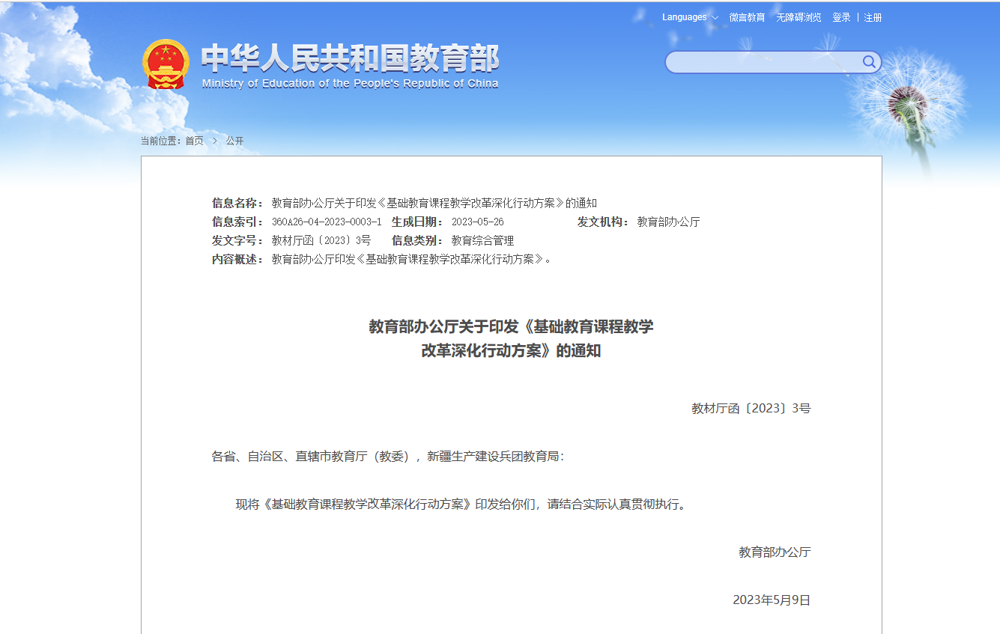 Languages 微言教育 无障碍浏览 登录 | 注册
中华人民共和国教育部
Ministry of Education of the People's Republic of China
当前位置：首页 > 公开
信息名称： 教育部办公厅关于印发《基础教育课程教学改革深化行动方案》的通知
信息索引： 360A26-04-2023-0003-1 生成日期： 2023-05-26 发文机构： 教育部办公厅
发文字号： 教材厅函〔2023〕3号 信息类别： 教育综合管理
内容概述： 教育部办公厅印发《基础教育课程教学改革深化行动方案》。
教育部办公厅关于印发《基础教育课程教学
改革深化行动方案》的通知
教材厅函〔2023〕3号
各省、自治区、直辖市教育厅（教委），新疆生产建设兵团教育局：
现将《基础教育课程教学改革深化行动方案》印发给你们，请结合实际认真贯彻执行。
教育部办公厅
2023年5月9日